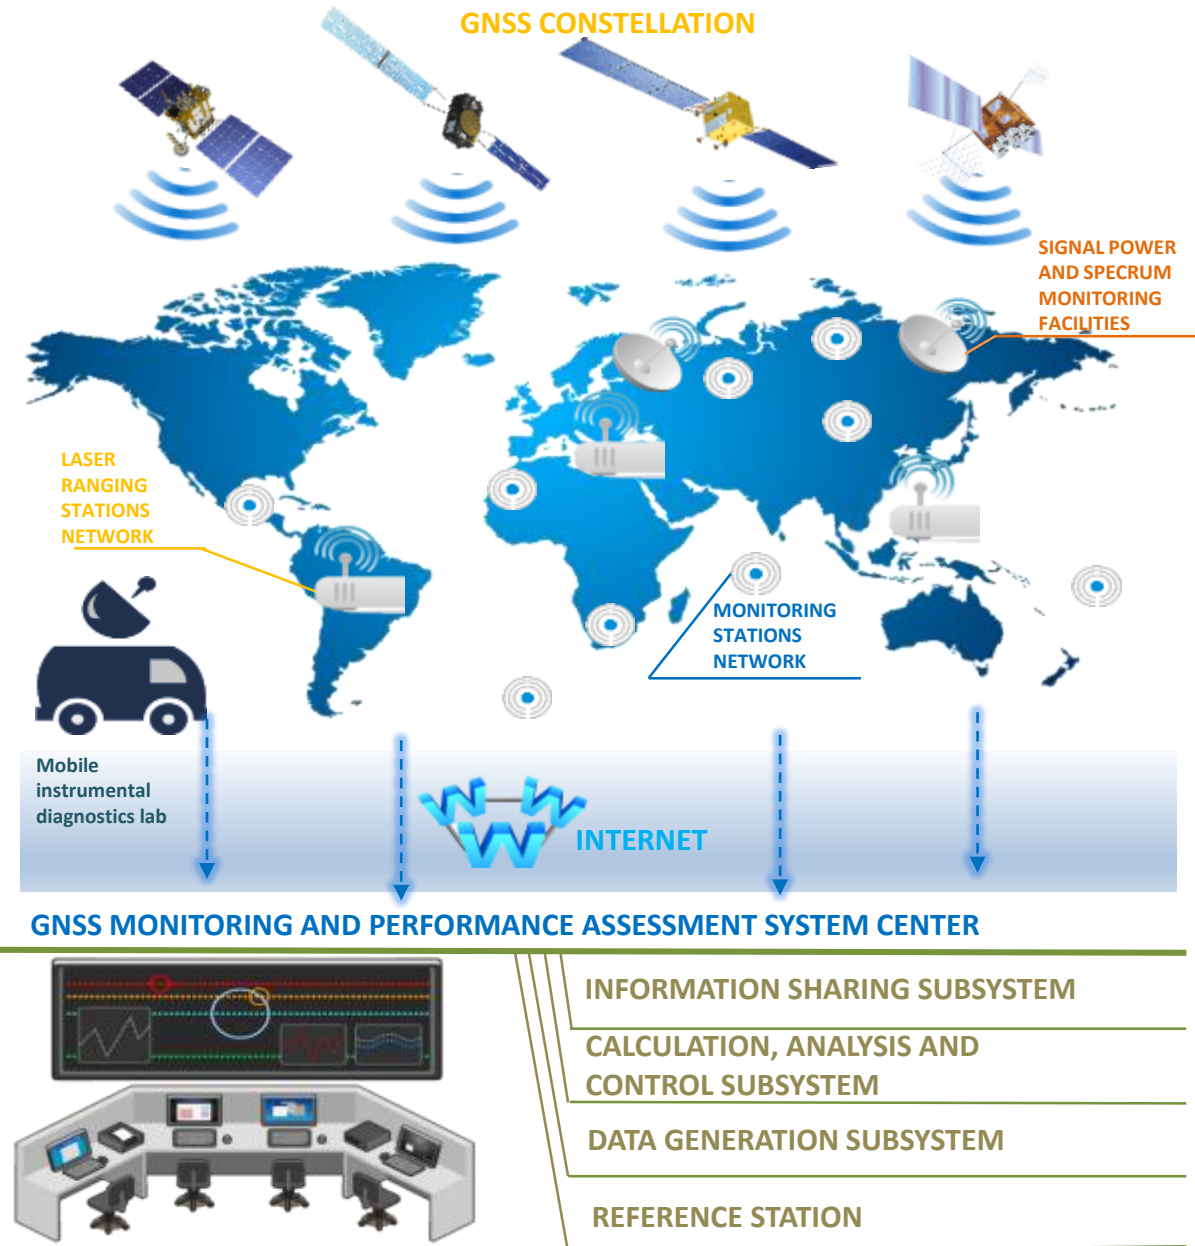 GNSS CONSTELLATION
SIGNAL POWER
AND SPECRUM
MONITORING
FACILITIES
LASER
RANGING
STATIONS
NETWORK
MONITORING
STATIONS
NETWORK
Mobile
instrumental
diagnostics lab
W W W
INTERNET
GNSS MONITORING AND PERFORMANCE ASSESSMENT SYSTEM CENTER
INFORMATION SHARING SUBSYSTEM
CALCULATION, ANALYSIS AND
CONTROL SUBSYSTEM
DATA GENERATION SUBSYSTEM
REFERENCE STATION